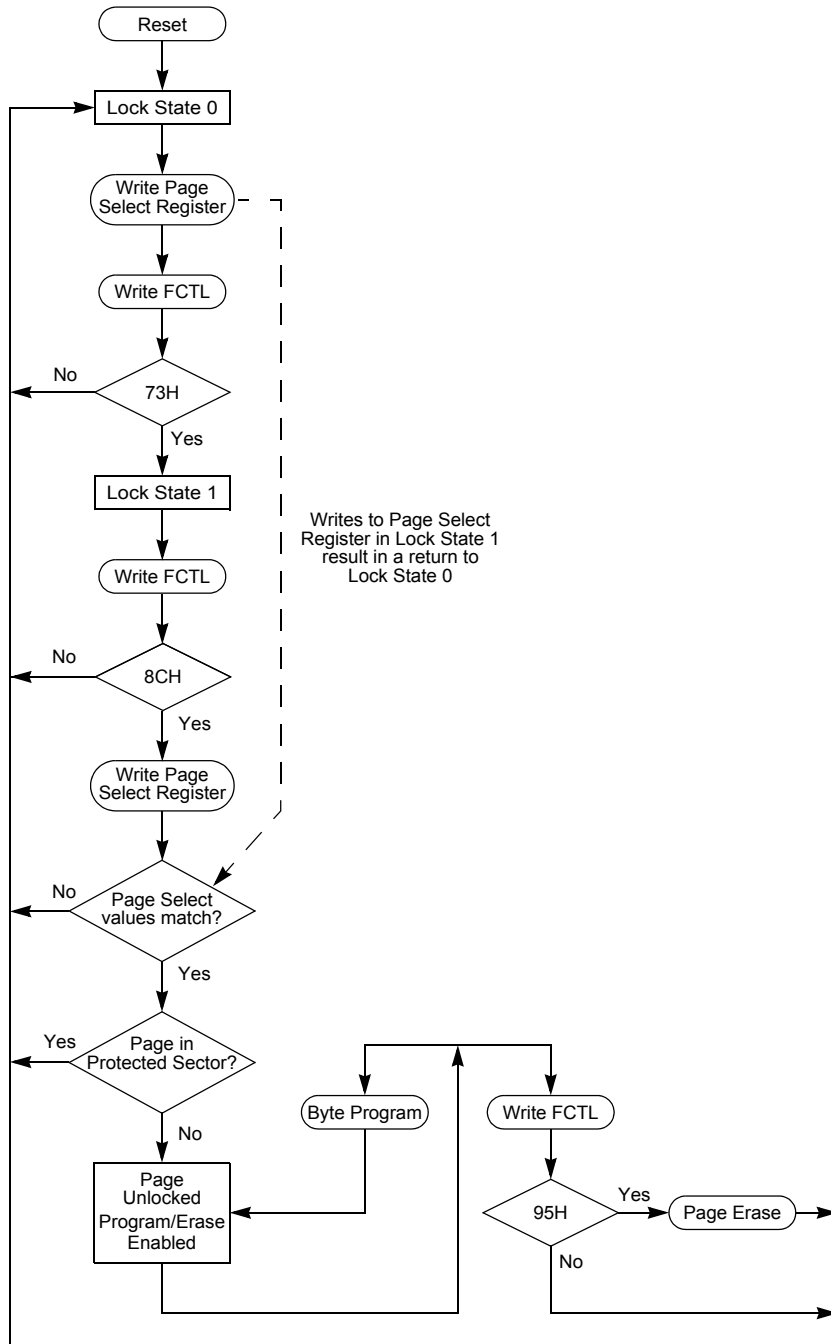 Reset
Lock State 0
Write Page
Select Register
Write FCTL
No
73H
Yes
Lock State 1
Writes to Page Select
Register in Lock State 1
result in a return to
Lock State 0
Write FCTL
No
8CH
Yes
Write Page
Select Register
No
Page Select
values match?
Yes
Yes
Page in
Protected Sector?
No
Byte Program
Write FCTL
Page
Unlocked
Program/Erase
Enabled
95H
Yes
Page Erase
No